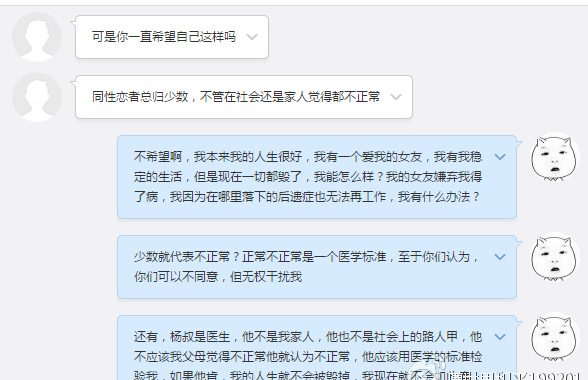 可是你一直希望自己这样吗
同性恋者总归少数，不管在社会还是家人觉得都不正常
不希望啊，我本来我的人生很好，我有一个爱我的女友，我有我稳
定的生活，但是现在一切都毁了，我能怎么样？我的女友嫌弃我得
了病，我因为在哪里落下的后遗症也无法再工作，我有什么办法？
少数就代表不正常？正常不正常是一个医学标准，至于你们认为，
你们可以不同意，但无权干扰我
还有，杨叔是医生，他不是我家人，他也不是社会上的路人甲，他
不应该我父母觉得不正常他就认为不正常，他应该用医学的标准检
验我，如果他肯，我的人生就不会被毁掉，我现在就不